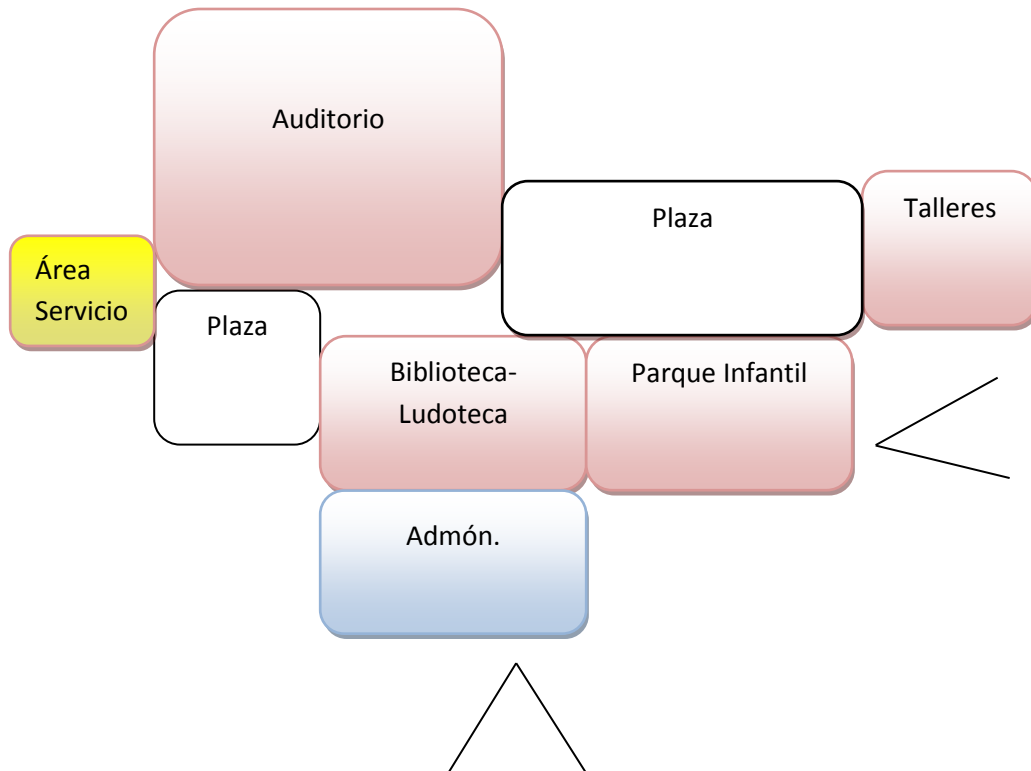 Auditorio
Plaza
Talleres
Área
Servicio
Plaza
Biblioteca-
Ludoteca
Parque Infantil
Admón.